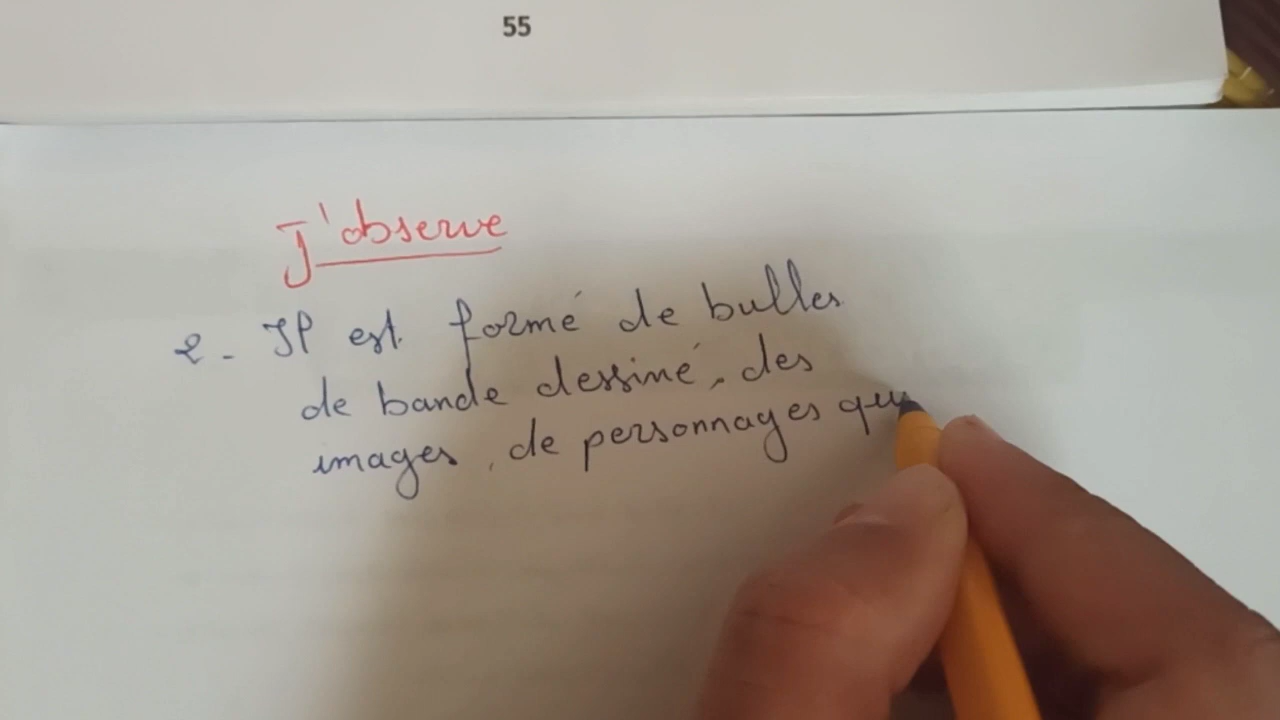 55
J'observe
2- Il est formé de bulles
de bande dessiné, des
images, de personnages qu